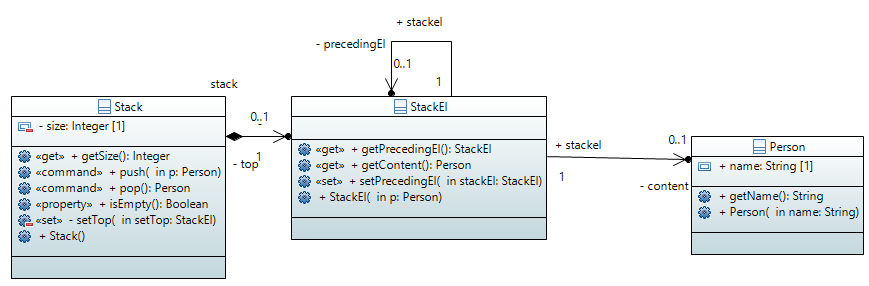 + stackel
- precedingEl
0..1
1
stack
0..1
- top
1
Stack
- size: Integer [1]
«get» + getSize(): Integer
«command» + push( in p: Person)
«command» + pop(): Person
«property» + isEmpty(): Boolean
«set» - setTop( in setTop: StackEl)
+ Stack()
StackEl
«get» + getPrecedingEl(): StackEl
«get» + getContent(): Person
«set» + setPrecedingEl( in stackEl: StackEl)
+ StackEl( in p: Person)
+ stackel
0..1
1
- content
Person
+ name: String [1]
+ getName(): String
+ Person( in name: String)